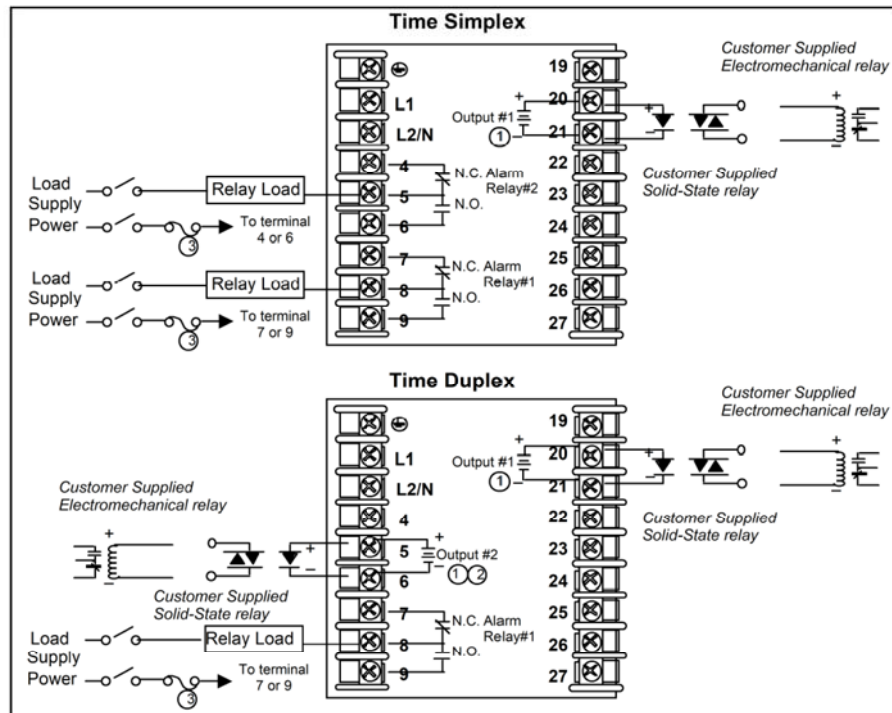 Time Simplex
Customer Supplied
Electromechanical relay
19
+
L1
20
+
+
Output #1
L2/N
1
−
21
−
−
Customer Supplied
Solid-State relay
4
N.C. Alarm
Relay#2
22
Load
Supply
Power
Relay Load
5
N.O.
23
3
To terminal
4 or 6
6
24
7
N.C. Alarm
Relay#1
25
Load
Supply
Power
Relay Load
8
N.O.
26
3
To terminal
7 or 9
9
27
Time Duplex
Customer Supplied
Electromechanical relay
19
+
L1
20
+
+
Output #1
L2/N
1
−
21
−
−
Customer Supplied
Solid-State relay
Customer Supplied
Electromechanical relay
4
22
+
+
5
+
Output #2
23
−
−
6
−
1 2
24
Customer Supplied
Solid-State relay
7
N.C. Alarm
Relay#1
25
Load
Supply
Power
Relay Load
8
N.O.
26
3
To terminal
7 or 9
9
27